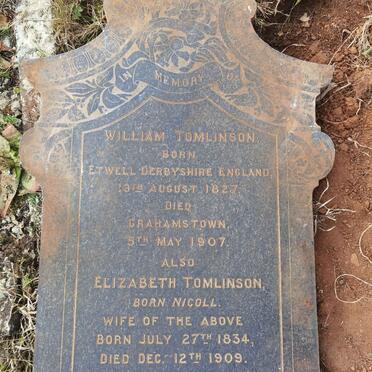 IN MEMORY OF
WILLIAM TOMLINSON
BORN
ETWELL DERBYSHIRE ENGLAND,
13TH AUGUST 1827.
DIED
GRAHAMSTOWN,
5TH MAY 1907.
ALSO
ELIZABETH TOMLINSON,
BORN NICOLL.
WIFE OF THE ABOVE
BORN JULY 27TH 1834,
DIED DEC. 12TH 1909.